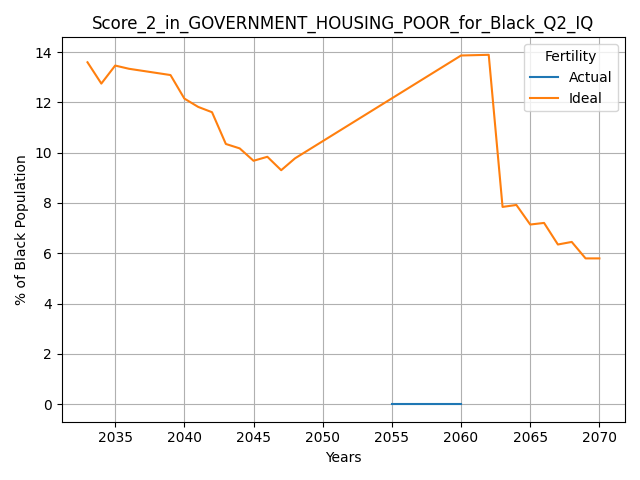 Score_2_in_GOVERNMENT_HOUSING_POOR_for_Black_Q2_IQ
Fertility
Actual
Ideal
% of Black Population
14
12
10
8
6
4
2
0
2035 2040 2045 2050 2055 2060 2065 2070
Years